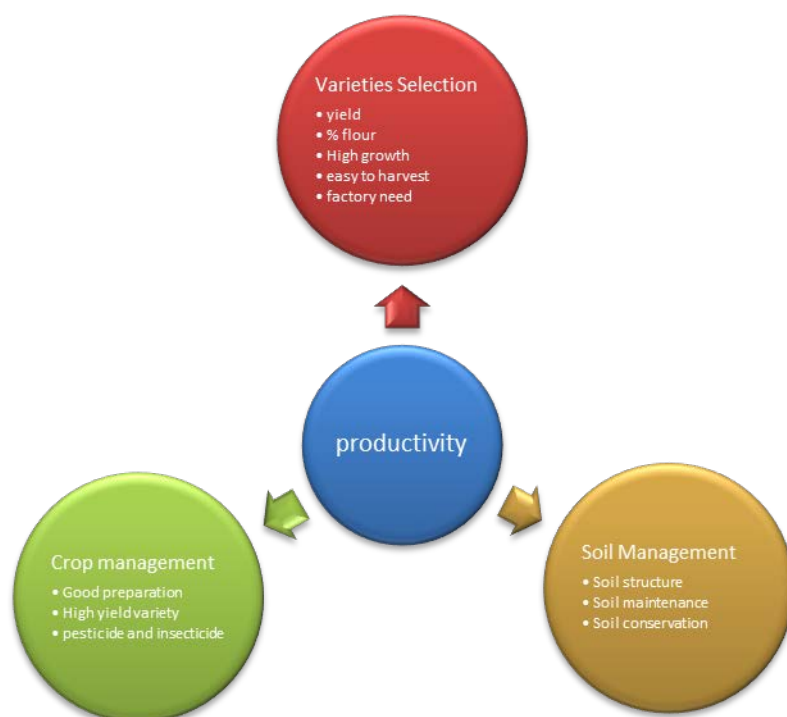 Varieties Selection
• yield
• % flour
• High growth
• easy to harvest
• factory need
productivity
Crop management
• Good preparation
• High yield variety
• pesticide and insecticide
Soil Management
• Soil structure
• Soil maintenance
• Soil conservation